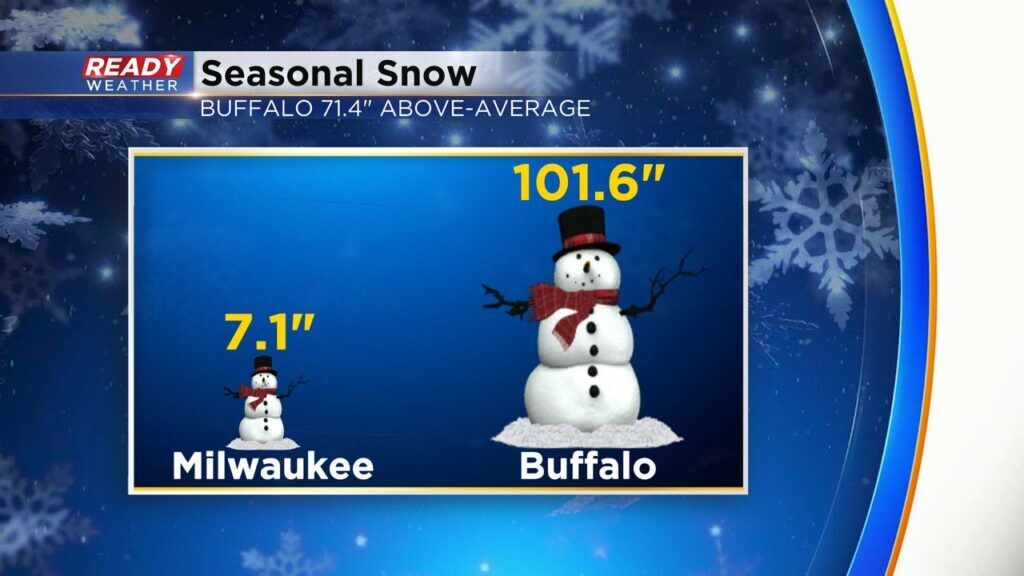 READY
WEATHER
Seasonal Snow
BUFFALO 71.4" ABOVE-AVERAGE
7.1"
Milwaukee
101.6"
Buffalo